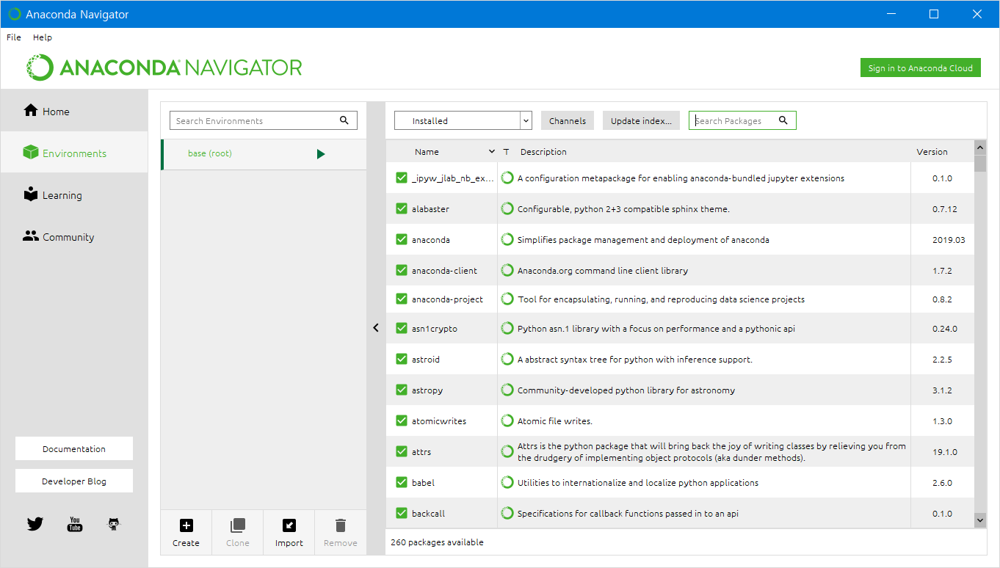 Anaconda Navigator
File Help
ANACONDA NAVIGATOR
Sign in to Anaconda Cloud
Home
Environments
Learning
Community
Documentation
Developer Blog
You
Tube
Search Environments
base (root)
Create Clone Import Remove
Installed Channels Update index... Search Packages
Name T Description Version
_ipyw_jlab_nb_ex... A configuration metapackage for enabling anaconda-bundled jupyter extensions 0.1.0
alabaster Configurable, python 2+3 compatible sphinx theme. 0.7.12
anaconda Simplifies package management and deployment of anaconda 2019.03
anaconda-client Anaconda.org command line client library 1.7.2
anaconda-project Tool for encapsulating, running, and reproducing data science projects 0.8.2
asn1crypto Python asn.1 library with a focus on performance and a pythonic api 0.24.0
astroid A abstract syntax tree for python with inference support. 2.2.5
astropy Community-developed python library for astronomy 3.1.2
atomicwrites Atomic file writes. 1.3.0
attrs Attrs is the python package that will bring back the joy of writing classes by relieving you from 19.1.0
the drudgery of implementing object protocols (aka dunder methods).
babel Utilities to internationalize and localize python applications 2.6.0
backcall Specifications for callback functions passed in to an api 0.1.0
260 packages available